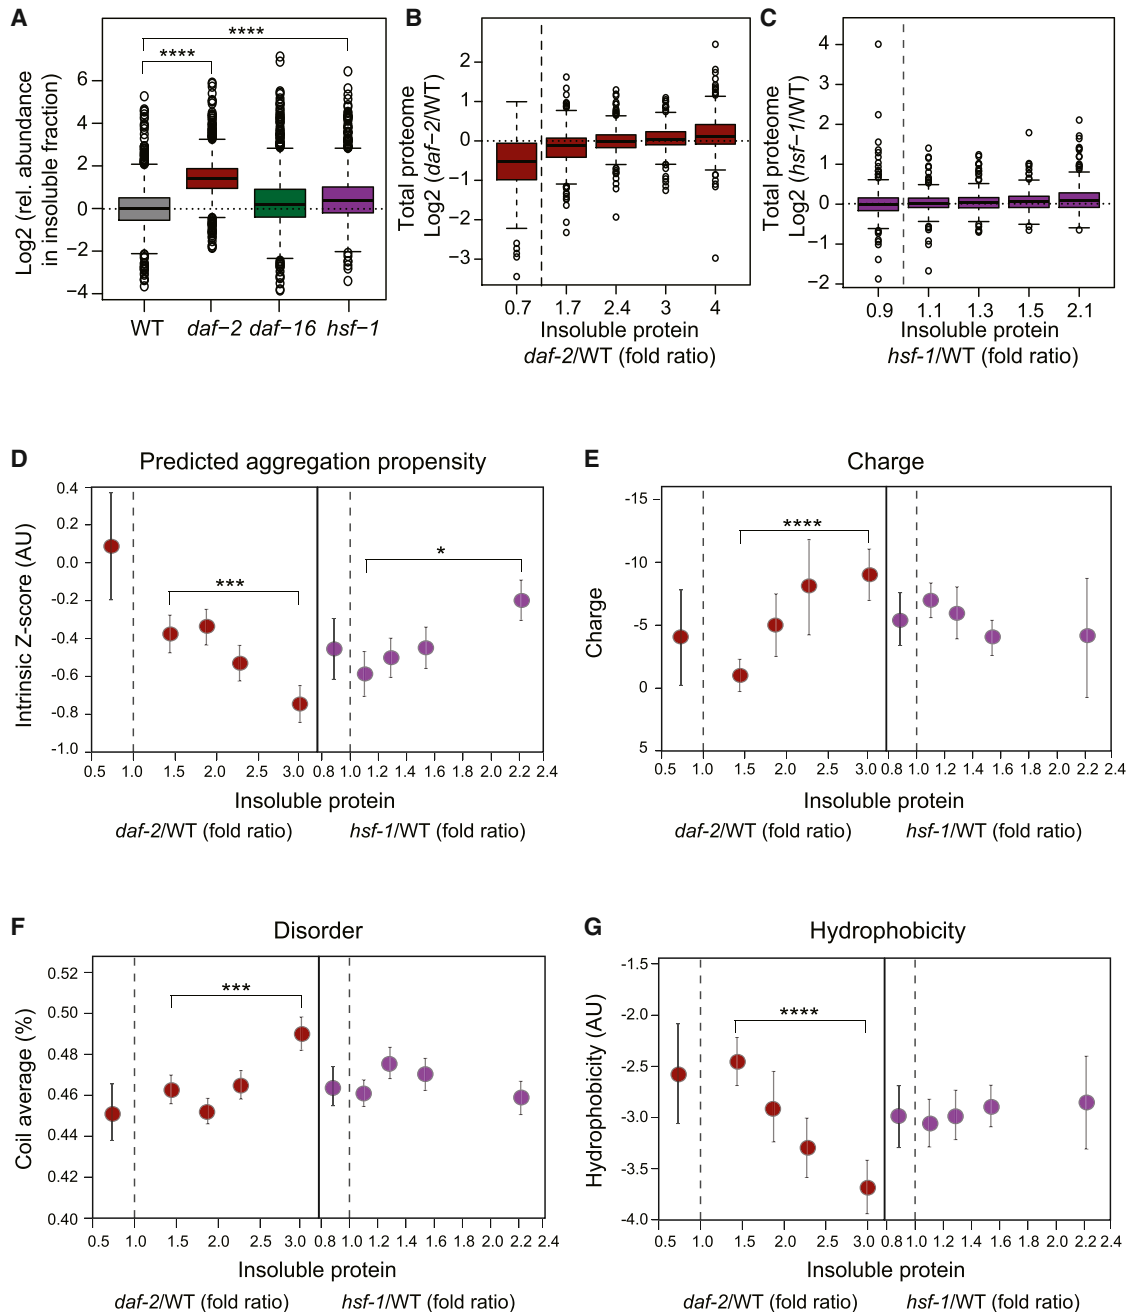 A
Log2 (rel. abundance
in insoluble fraction)
6
4
2
0
−2
−4
****
****
WT daf−2 daf−16 hsf−1
B
Total proteome
Log2 (daf-2/WT)
2
1
0
−1
−2
−3
0.7 1.7 2.4 3 4
Insoluble protein
daf-2/WT (fold ratio)
C
Total proteome
Log2 (hsf-1/WT)
4
2
1
0
−1
−2
0.9 1.1 1.3 1.5 2.1
Insoluble protein
hsf-1/WT (fold ratio)
D
Predicted aggregation propensity
Intrinsic Z-score (AU)
0.4
0.2
0.0
-0.2
-0.4
-0.6
-0.8
-1.0
***
*
0.5 1.0 1.5 2.0 3.0 0.8 1.0 1.2 1.4 1.6 1.8 2.0 2.2 2.4
Insoluble protein
daf-2/WT (fold ratio) hsf-1/WT (fold ratio)
E
Charge
Charge
-15
-10
-5
0
5
****
0.5 1.0 1.5 2.0 2.5 3.0 0.8 1.0 1.2 1.4 1.6 1.8 2.0 2.2 2.4
Insoluble protein
daf-2/WT (fold ratio) hsf-1/WT (fold ratio)
F
Disorder
Coil average (%)
0.52
0.50
0.48
0.46
0.44
0.42
0.40
***
0.5 1.0 1.5 2.0 2.5 3.0 0.8 1.0 1.2 1.4 1.6 1.8 2.0 2.2 2.4
Insoluble protein
daf-2/WT (fold ratio) hsf-1/WT (fold ratio)
G
Hydrophobicity
Hydrophobicity (AU)
-1.5
-2.0
-2.5
-3.0
-3.5
-4.0
****
0.5 1.0 1.5 2.0 2.5 3.0 0.8 1.0 1.2 1.4 1.6 1.8 2.0 2.2 2.4
Insoluble protein
daf-2/WT (fold ratio) hsf-1/WT (fold ratio)